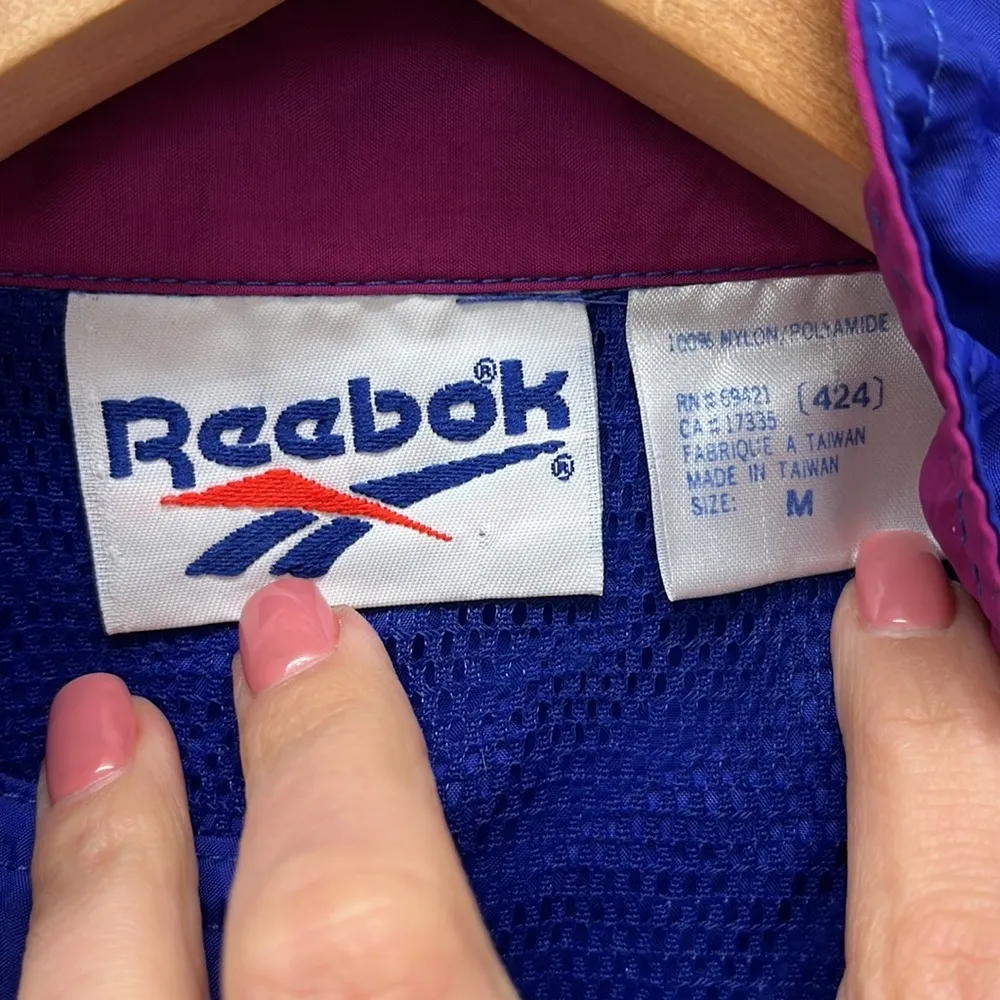 Reebok®
®
100% NYLON/POLYAMIDE
RN# 69421 (424)
CA# 17335
FABRIQUE A TAIWAN
MADE IN TAIWAN
SIZE: M